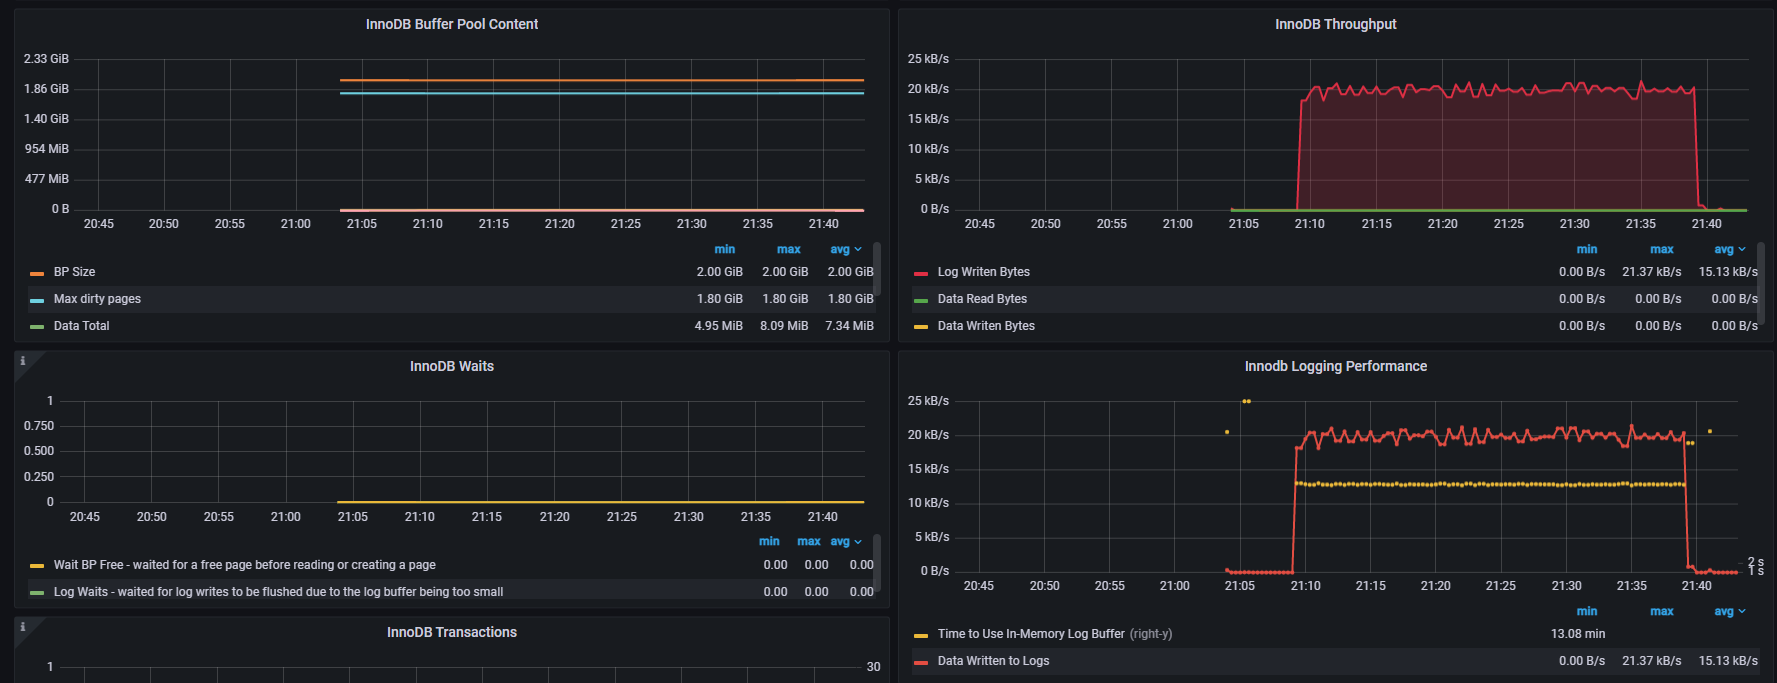 InnoDB Buffer Pool Content
2.33 GiB
1.86 GiB
1.40 GiB
954 MiB
477 MiB
0 B
20:45 20:50 20:55 21:00 21:05 21:10 21:15 21:20 21:25 21:30 21:35 21:40
min max avg
BP Size 2.00 GiB 2.00 GiB 2.00 GiB
Max dirty pages 1.80 GiB 1.80 GiB 1.80 GiB
Data Total 4.95 MiB 8.09 MiB 7.34 MiB
InnoDB Throughput
25 kB/s
20 kB/s
15 kB/s
10 kB/s
5 kB/s
0 B/s
20:45 20:50 20:55 21:00 21:05 21:10 21:15 21:20 21:25 21:30 21:35 21:40
min max avg
Log Writen Bytes 0.00 B/s 21.37 kB/s 15.13 kB/s
Data Read Bytes 0.00 B/s 0.00 B/s 0.00 B/s
Data Writen Bytes 0.00 B/s 0.00 B/s 0.00 B/s
i
InnoDB Waits
1
0.750
0.500
0.250
0
20:45 20:50 20:55 21:00 21:05 21:10 21:15 21:20 21:25 21:30 21:35 21:40
min max avg
Wait BP Free - waited for a free page before reading or creating a page 0.00 0.00 0.00
Log Waits - waited for log writes to be flushed due to the log buffer being too small 0.00 0.00 0.00
Innodb Logging Performance
25 kB/s
20 kB/s
15 kB/s
10 kB/s
5 kB/s
0 B/s
2 s
1 s
20:45 20:50 20:55 21:00 21:05 21:10 21:15 21:20 21:25 21:30 21:35 21:40
min max avg
Time to Use In-Memory Log Buffer (right-y) 13.08 min
Data Written to Logs 0.00 B/s 21.37 kB/s 15.13 kB/s
i
InnoDB Transactions
1 30